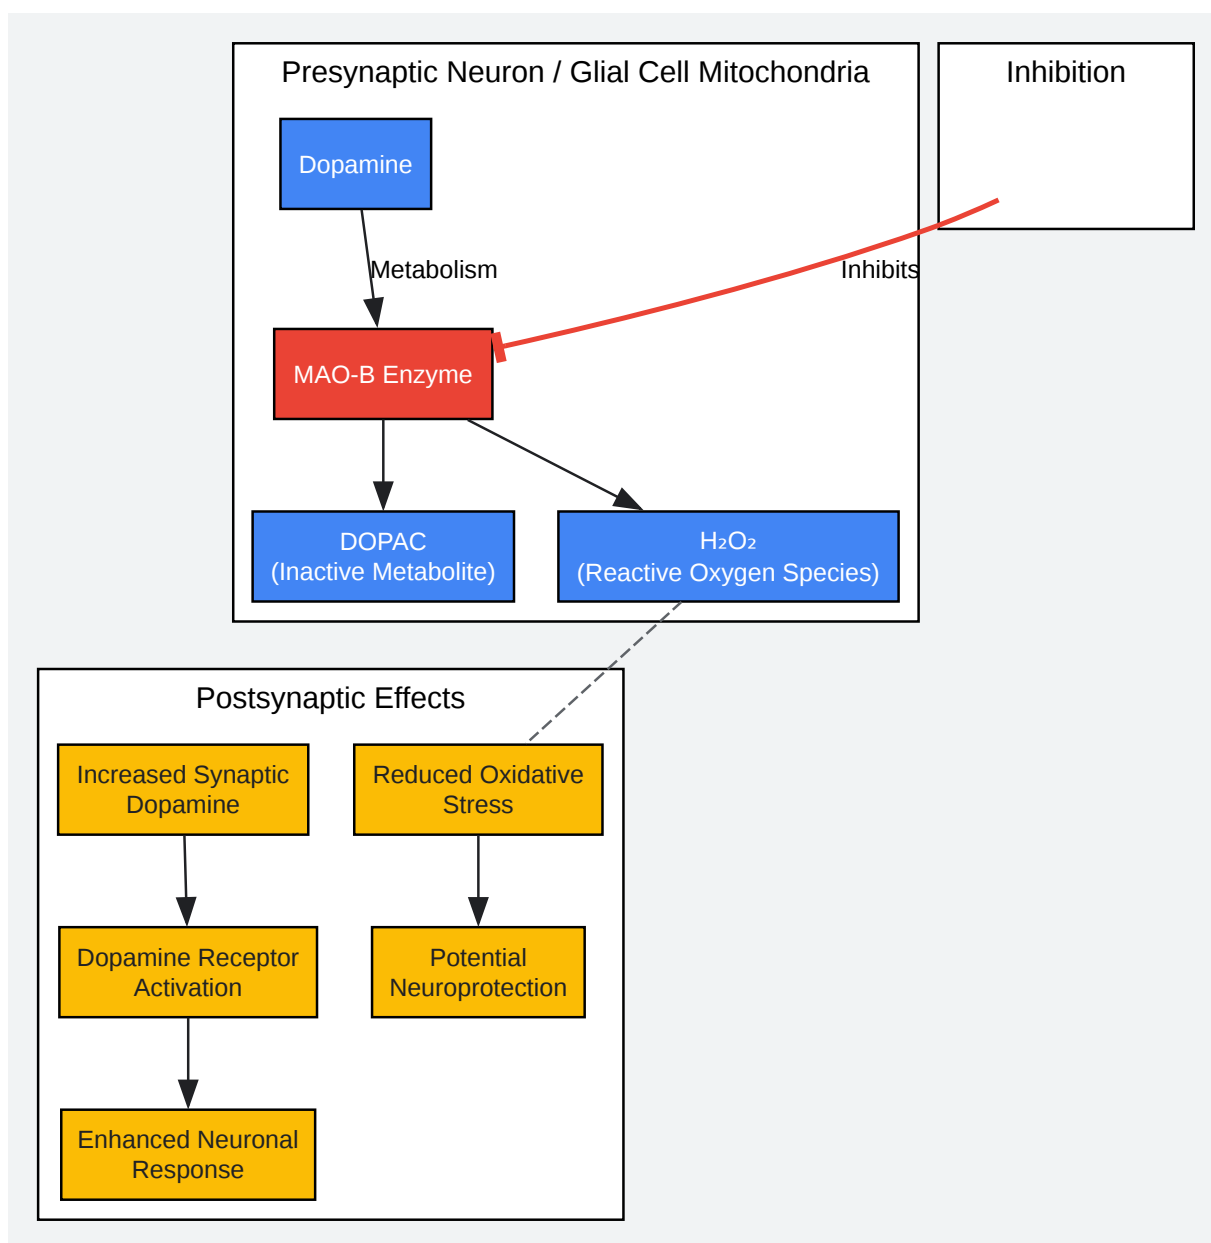 Presynaptic Neuron / Glial Cell Mitochondria
Inhibition
Dopamine
Metabolism
Inhibits
MAO-B Enzyme
DOPAC
(Inactive Metabolite)
H₂O₂
(Reactive Oxygen Species)
Postsynaptic Effects
Increased Synaptic
Dopamine
Reduced Oxidative
Stress
Dopamine Receptor
Activation
Potential
Neuroprotection
Enhanced Neuronal
Response